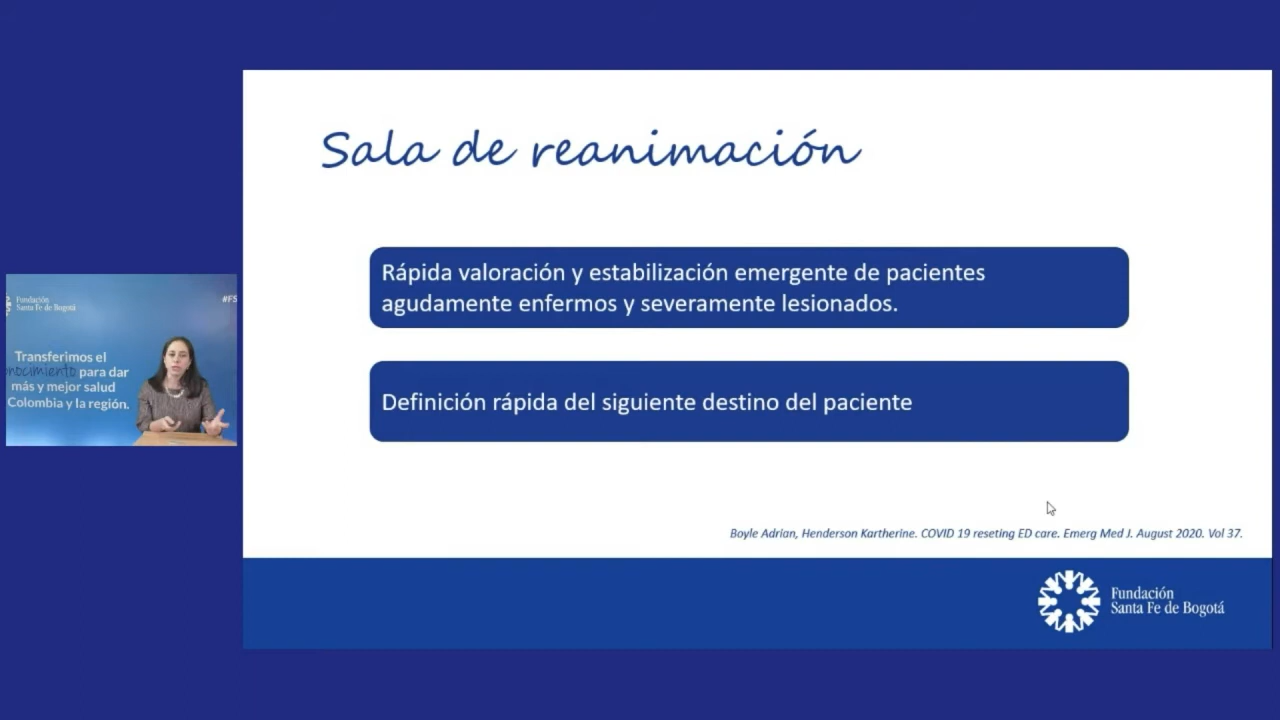 Sala de reanimación
Rápida valoración y estabilización emergente de pacientes
agudamente enfermos y severamente lesionados.
Definición rápida del siguiente destino del paciente
Boyle Adrian, Henderson Kartherine. COVID 19 reseting ED care. Emerg Med J. August 2020. Vol 37.
Fundación
Santa Fe de Bogotá
Fundación
Santa Fe de Bogotá
#FS
Transferimos el
onocimiento para dar
más y mejor salud
Colombia y la región.